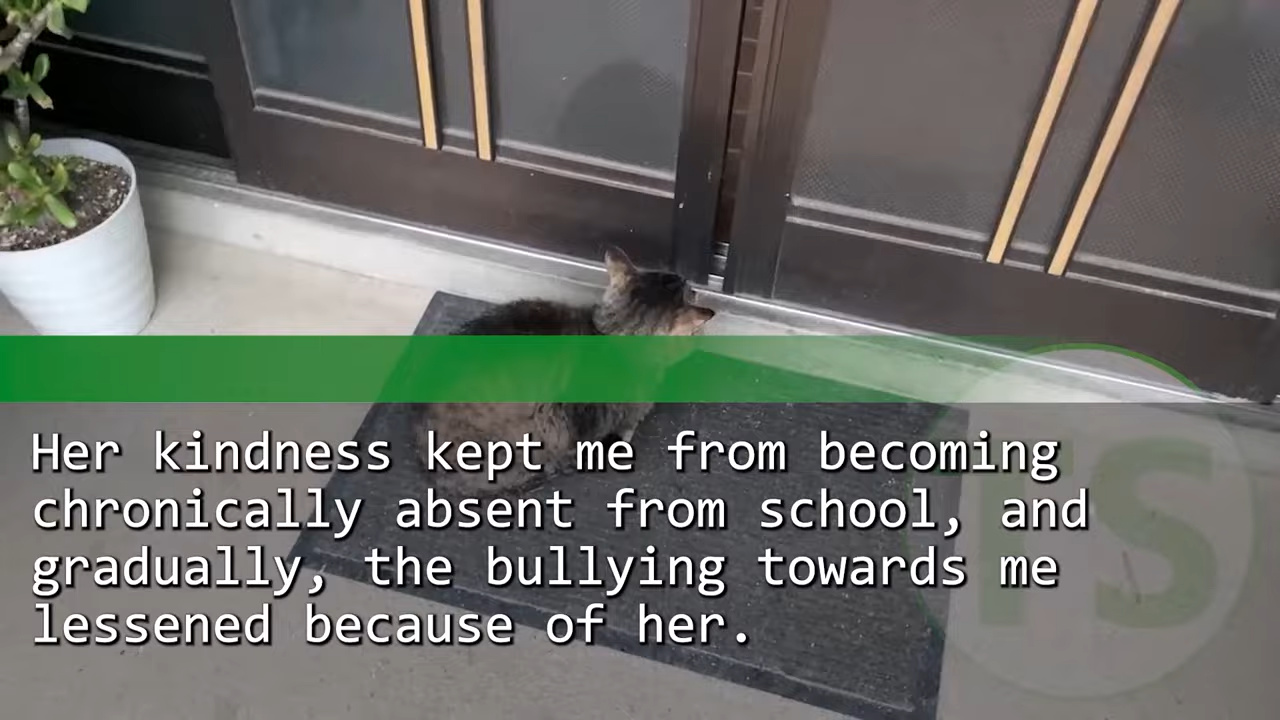 Her kindness kept me from becoming
chronically absent from school, and
gradually, the bullying towards me
lessened because of her.
TS